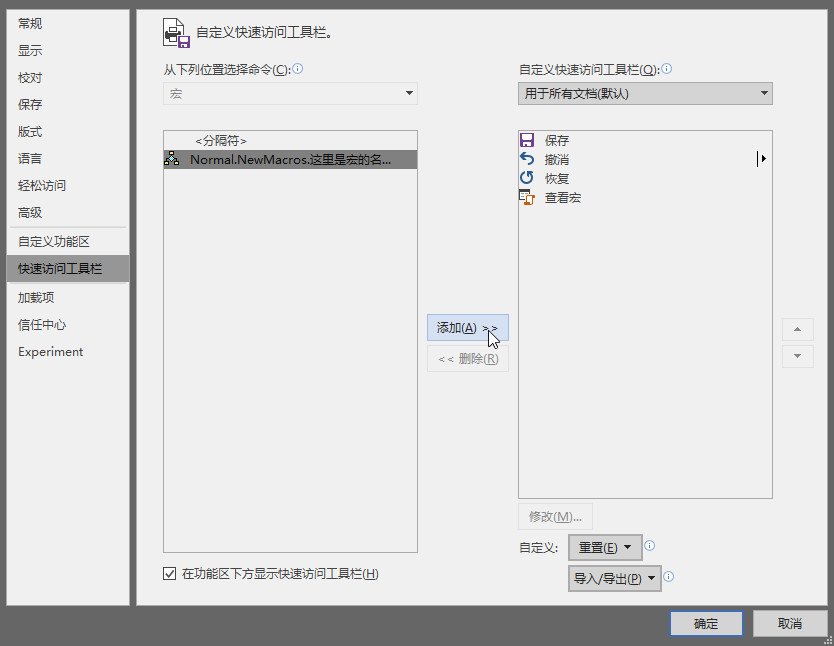 常规
显示
校对
保存
版式
语言
轻松访问
高级
自定义功能区
快速访问工具栏
加载项
信任中心
Experiment
自定义快速访问工具栏。
从下列位置选择命令(C):
宏
<分隔符>
Normal.NewMacros.这里是宏的名...
添加(A) >>
<< 删除(R)
自定义快速访问工具栏(Q):
用于所有文档(默认)
保存
撤消
恢复
查看宏
修改(M)...
自定义:
重置(E)
导入/导出(P)
在功能区下方显示快速访问工具栏(H)
确定
取消